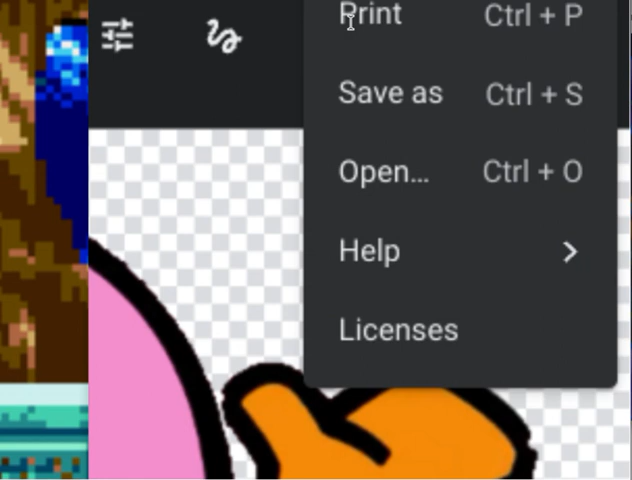 Print Ctrl + P
Save as Ctrl + S
Open... Ctrl + O
Help
Licenses